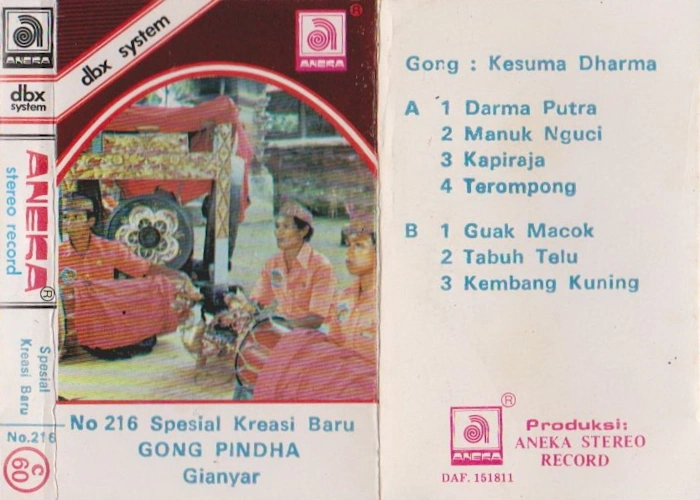 ANEKA
dbx
system
ANEKA ®
stereo record
Spesial
Kreasi Baru
No.216
C
60
dbx system
®
ANEKA
No 216 Spesial Kreasi Baru
GONG PINDHA
Gianyar
Gong : Kesuma Dharma
A 1 Darma Putra
2 Manuk Nguci
3 Kapiraja
4 Terompong
B 1 Guak Macok
2 Tabuh Telu
3 Kembang Kuning
®
ANEKA
DAF. 151811
Produksi:
ANEKA STEREO
RECORD